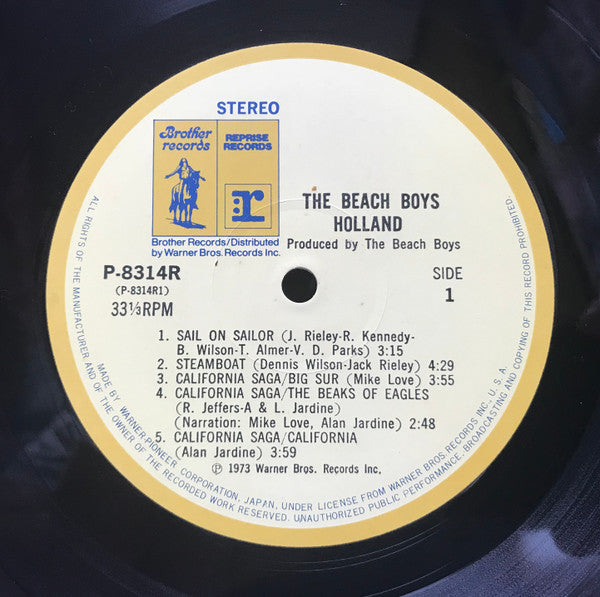 STEREO
Brother
records
REPRISE
RECORDS
:r
Brother Records/Distributed
by Warner Bros. Records Inc.
THE BEACH BOYS
HOLLAND
Produced by The Beach Boys
P-8314R
(P-8314R1)
33⅓RPM
SIDE
1
1. SAIL ON SAILOR (J. Rieley-R. Kennedy-
B. Wilson-T. Almer-V. D. Parks) 3:15
2. STEAMBOAT (Dennis Wilson-Jack Rieley) 4:29
3. CALIFORNIA SAGA/BIG SUR (Mike Love) 3:55
4. CALIFORNIA SAGA/THE BEAKS OF EAGLES
(R. Jeffers-A & L. Jardine)
(Narration: Mike Love, Alan Jardine) 2:48
5. CALIFORNIA SAGA/CALIFORNIA
(Alan Jardine) 3:59
℗ 1973 Warner Bros. Records Inc.
MADE BY WARNER-PIONEER CORPORATION, JAPAN, UNDER LICENSE FROM WARNER BROS. RECORDS INC., U. S. A.
ALL RIGHTS OF THE MANUFACTURER AND OF THE OWNER OF THE RECORDED WORK RESERVED. UNAUTHORIZED PUBLIC PERFORMANCE, BROADCASTING AND COPYING OF THIS RECORD PROHIBITED.